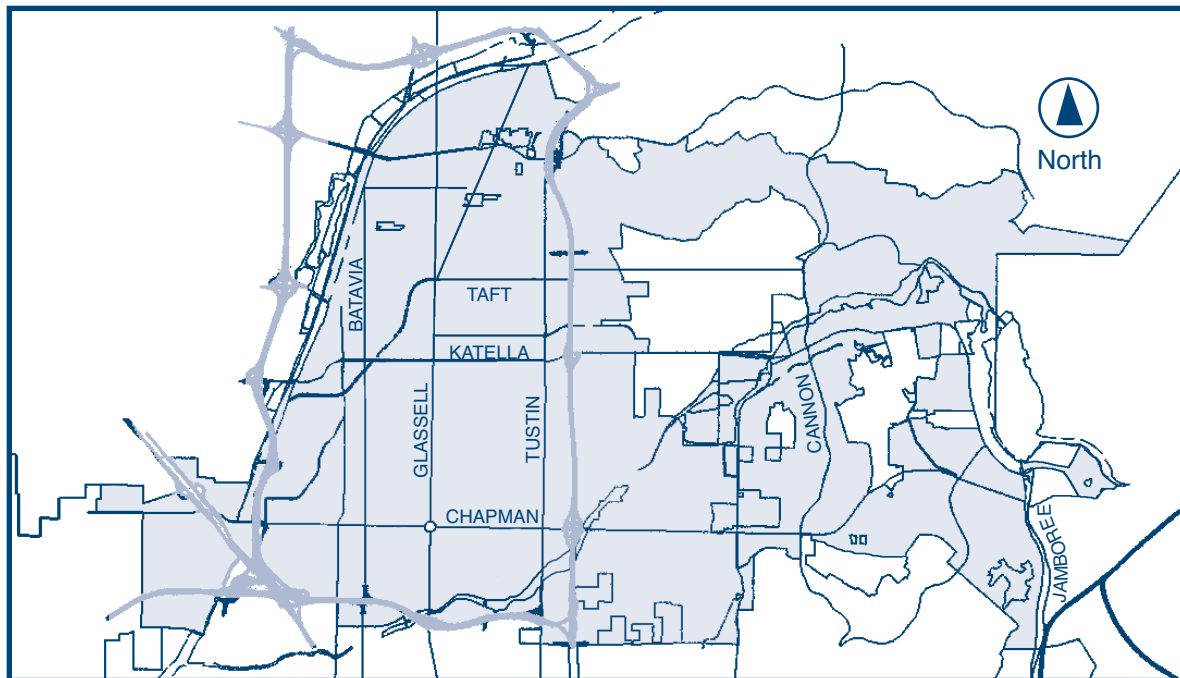 North
BATAVIA
TAFT
KATELLA
GLASSELL
TUSTIN
CANNON
CHAPMAN
JAMBOREE